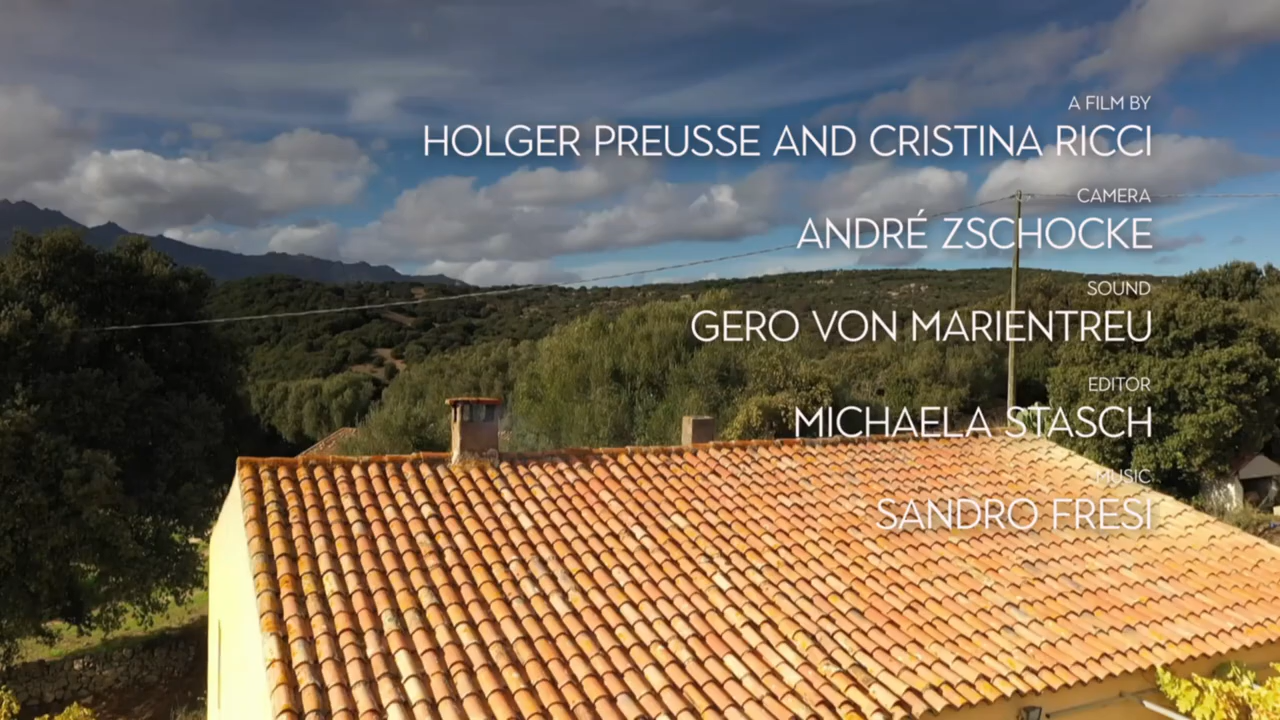 A FILM BY
HOLGER PREUSSE AND CRISTINA RICCI
CAMERA
ANDRÉ ZSCHOCKE
SOUND
GERO VON MARIENTREU
EDITOR
MICHAELA STASCH
MUSIC
SANDRO FRESI